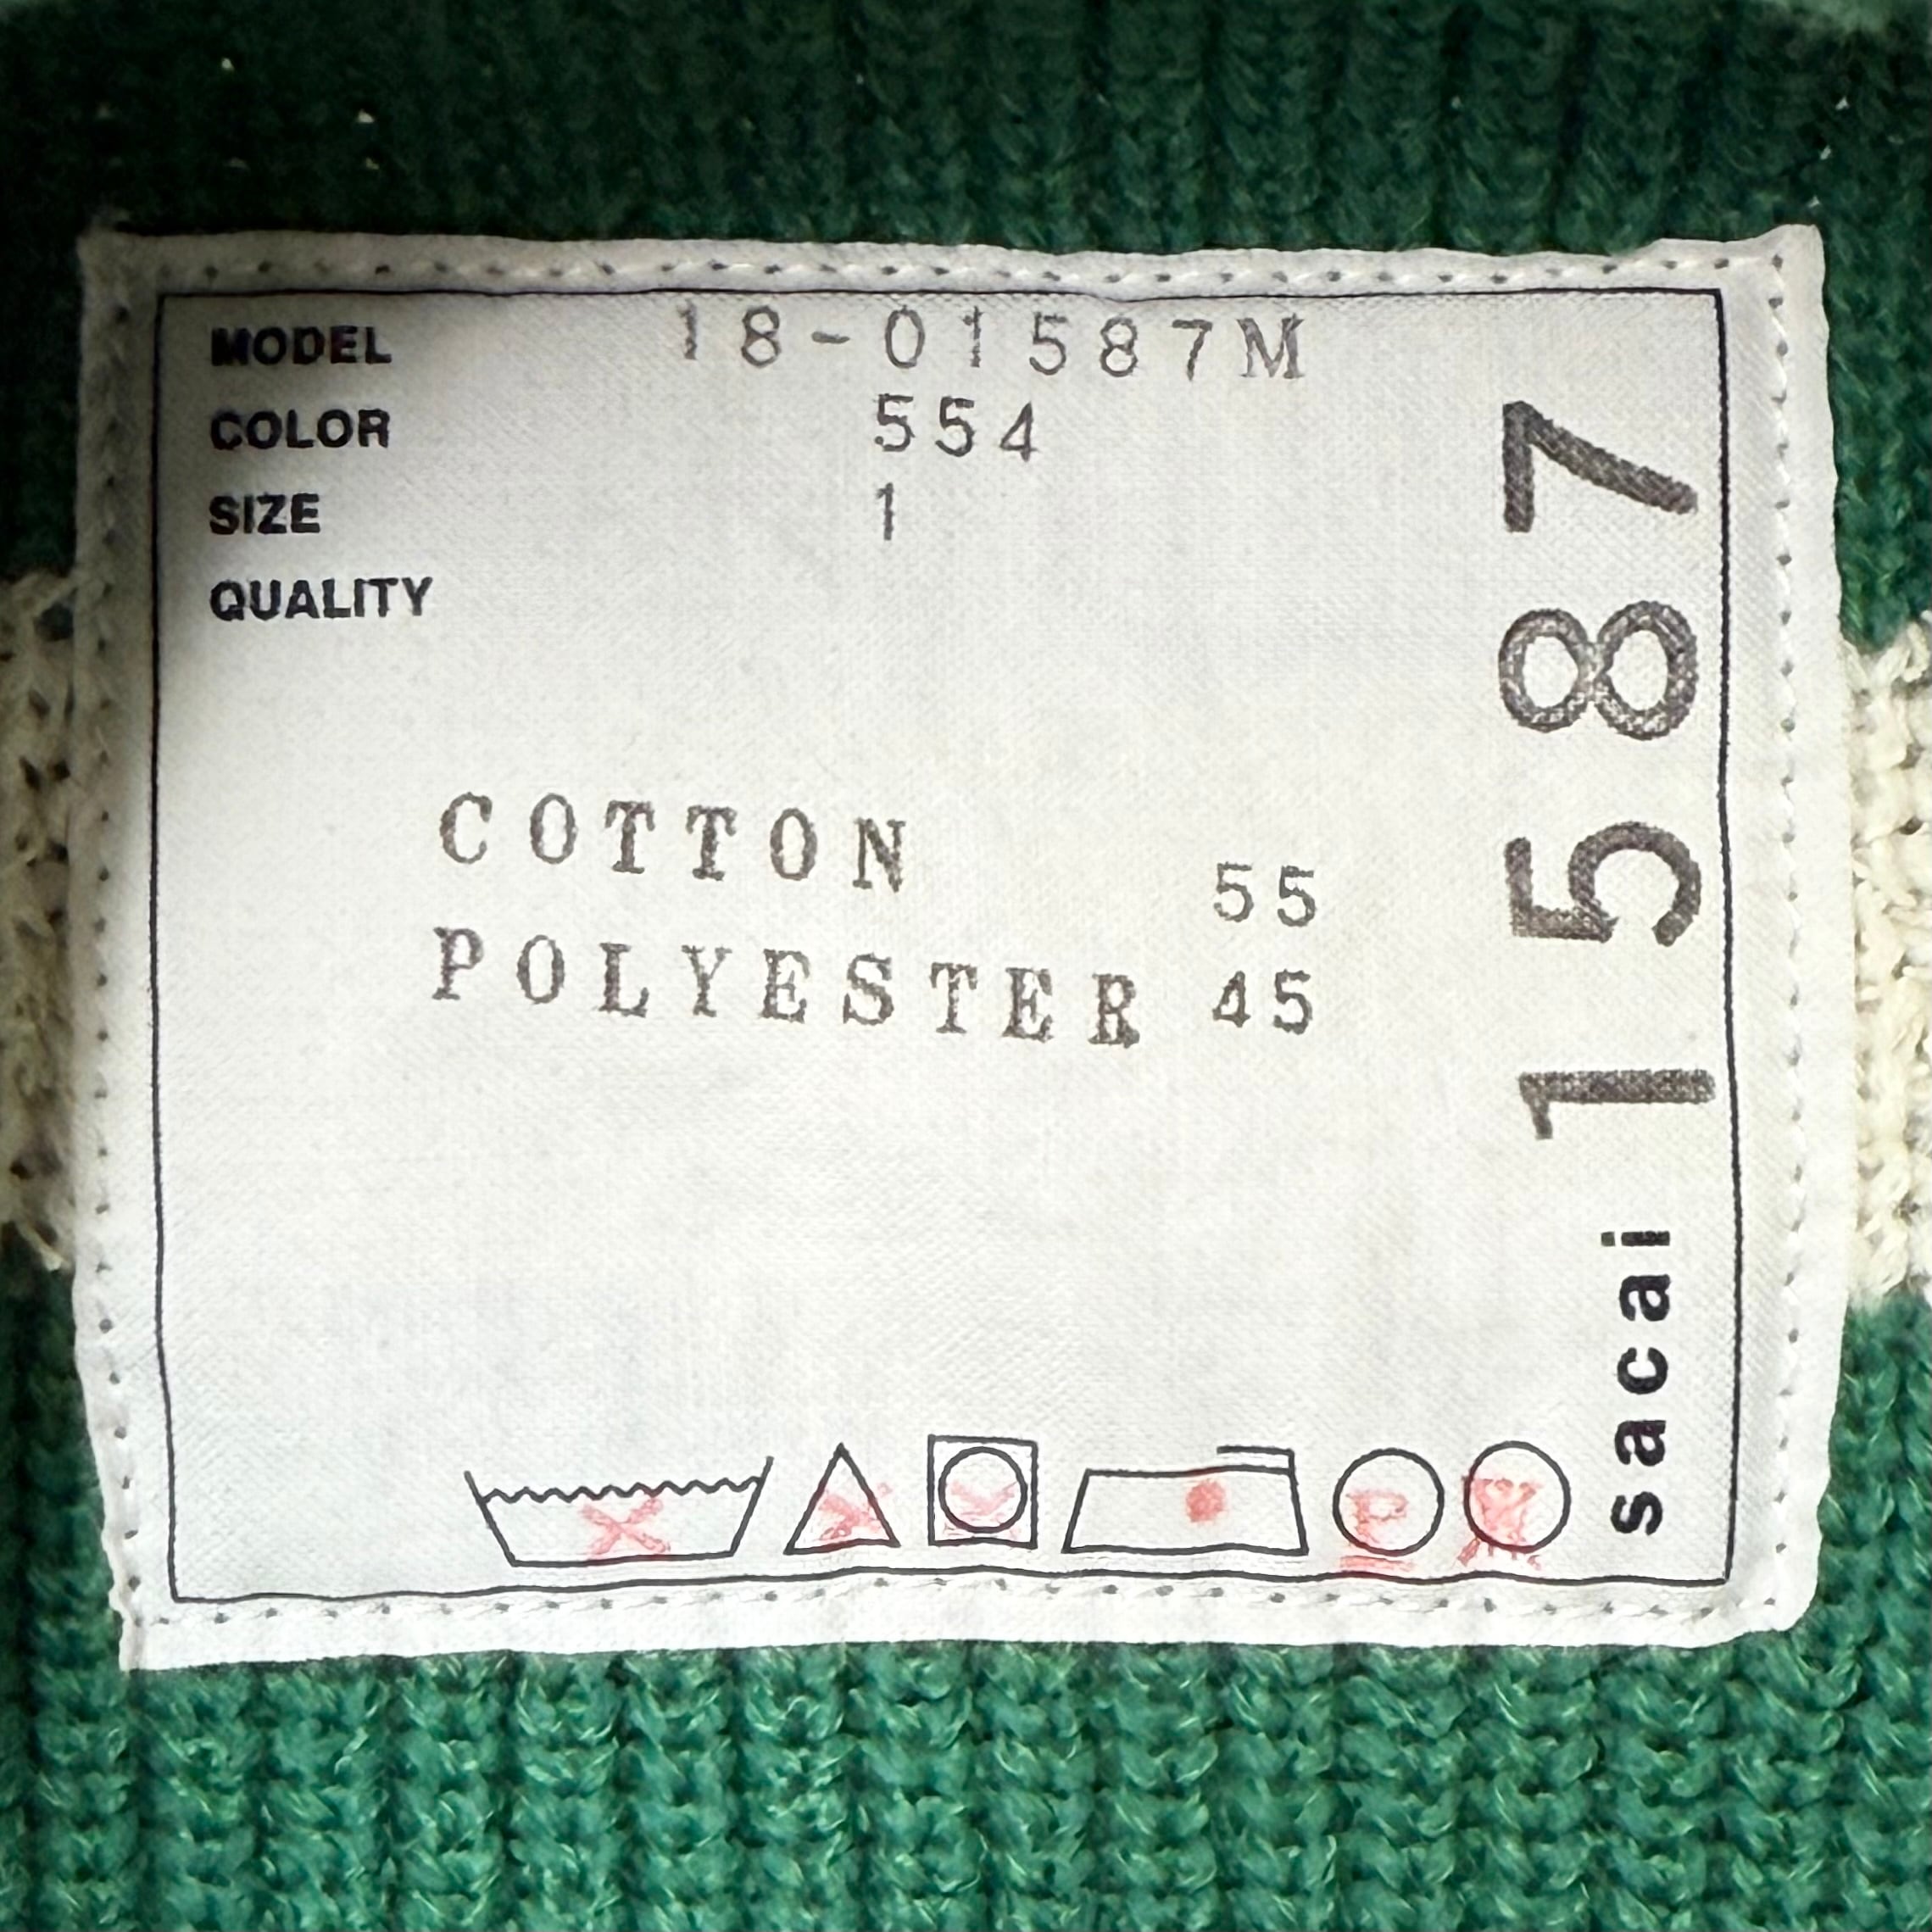 MODEL 18-01587M
COLOR 554
SIZE 1
QUALITY
COTTON 55
POLYESTER 45
P
sacai 1587